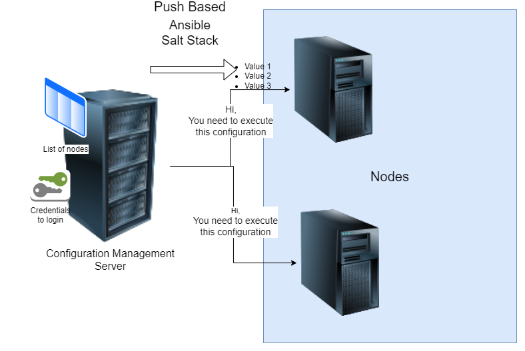 Push Based
Ansible
Salt Stack
Value 1
Value 2
Value 3
Hi,
You need to execute
this configuration
List of nodes
Nodes
Credentials
to login
Hi,
You need to execute
this configuration
Configuration Management
Server